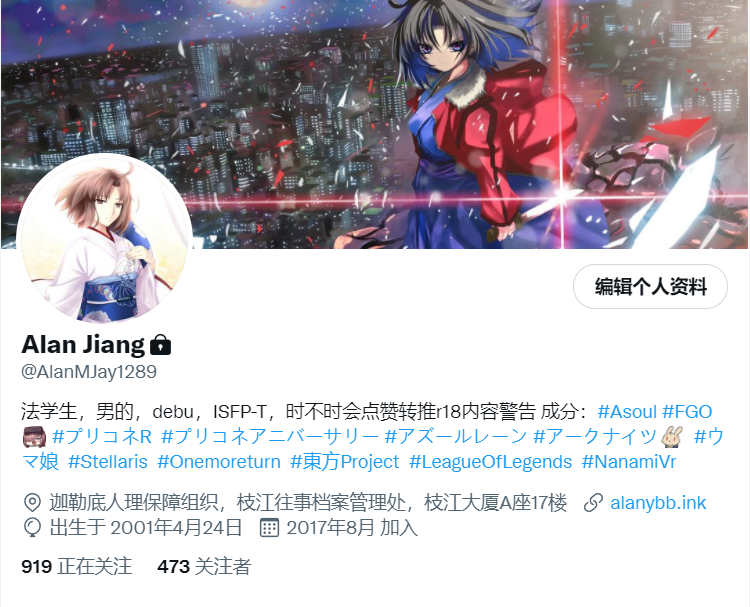 编辑个人资料
Alan Jiang
@AlanMJay1289
法学生，男的，debu，ISFP-T，时不时会点赞转推r18内容警告 成分：#Asoul #FGO
#プリコネR #プリコネアニバーサリー #アズールレーン #アークナイツ #ウ
マ娘 #Stellaris #Onemoreturn #東方Project #LeagueOfLegends #NanamiVr
迦勒底人理保障组织，枝江往事档案管理处，枝江大厦A座17楼 alanybb.ink
出生于 2001年4月24日 2017年8月 加入
919 正在关注 473 关注者